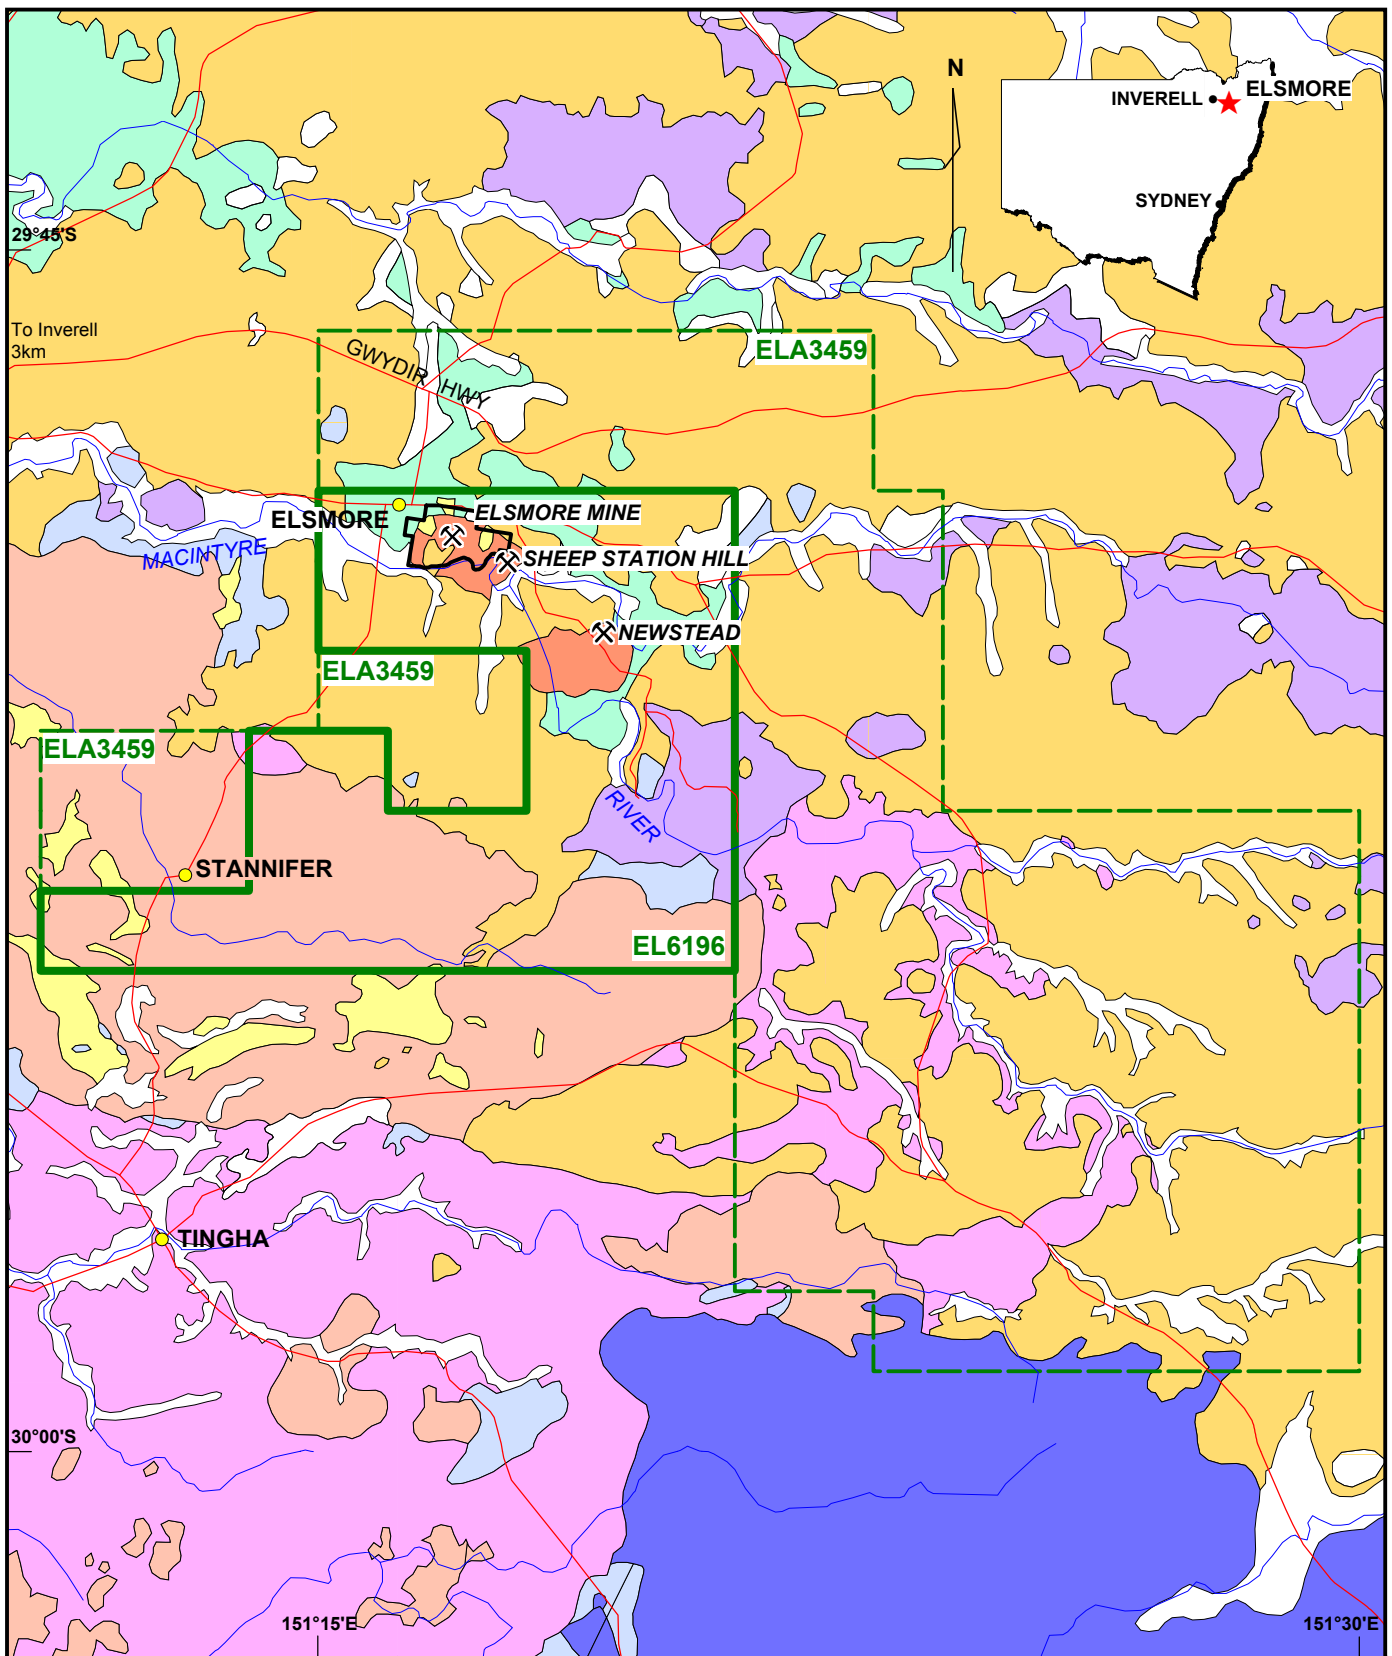 N
INVERELL
ELSMORE
SYDNEY
29°45'S
To Inverell
3km
ELA3459
GWYDIR HWY
ELSMORE
ELSMORE MINE
MACINTYRE
SHEEP STATION HILL
NEWSTEAD
ELA3459
ELA3459
RIVER
STANNIFER
EL6196
TINGHA
30°00'S
151°15'E
151°30'E